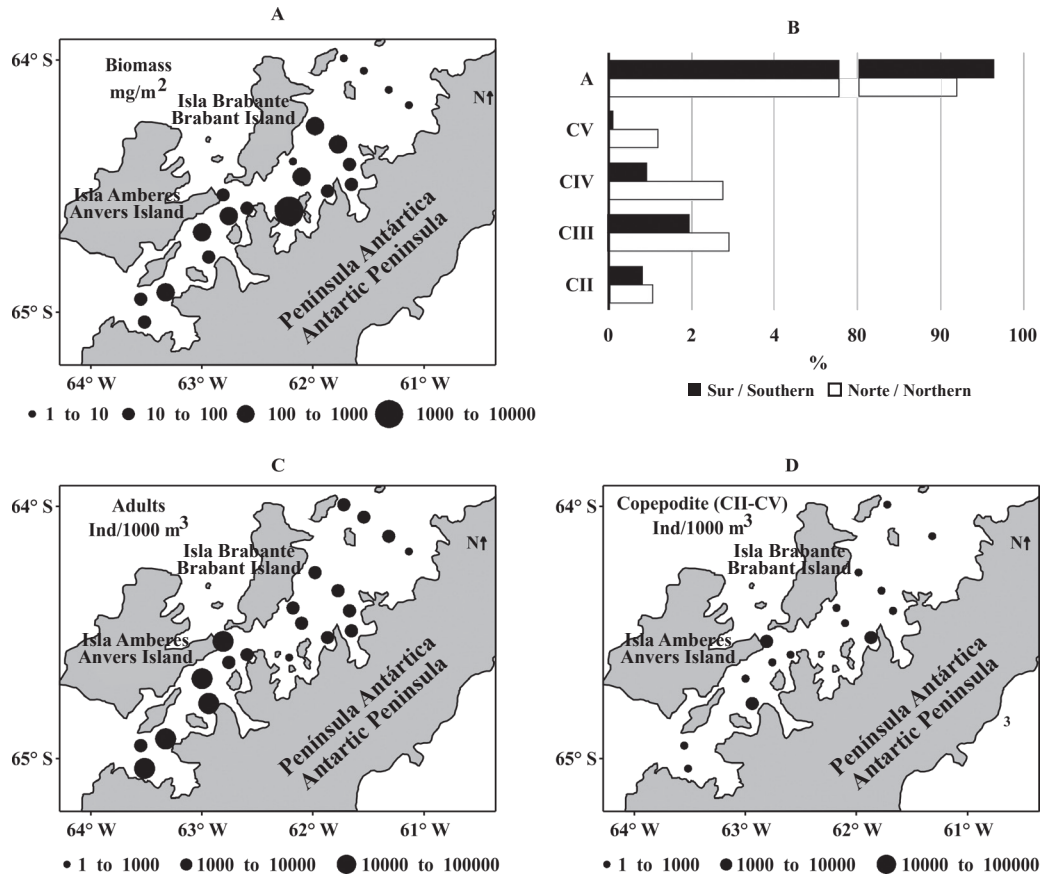 A
64° S
Biomass
mg/m2
Isla Brabante
Brabant Island
N↑
Isla Amberes
Anvers Island
Península Antártica
Antartic Peninsula
65° S
64° W 63° W 62° W 61° W
1 to 10 10 to 100 100 to 1000 1000 to 10000
B
A
CV
CIV
CIII
CII
0 2 4 80 90 100
%
Sur / Southern Norte / Northern
C
64° S
Adults
Ind/1000 m3
Isla Brabante
Brabant Island
N↑
Isla Amberes
Anvers Island
Península Antártica
Antartic Peninsula
65° S
64° W 63° W 62° W 61° W
1 to 1000 1000 to 10000 10000 to 100000
D
64° S
Copepodite (CII-CV)
Ind/1000 m3
Isla Brabante
Brabant Island
N↑
Isla Amberes
Anvers Island
Península Antártica
Antartic Peninsula
3
65° S
64° W 63° W 62° W 61° W
1 to 1000 1000 to 10000 10000 to 100000